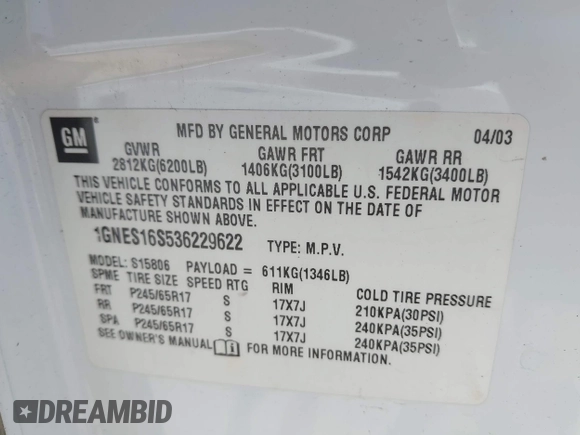 GM®
MFD BY GENERAL MOTORS CORP 04/03
GVWR GAWR FRT GAWR RR
2812KG(6200LB) 1406KG(3100LB) 1542KG(3400LB)
THIS VEHICLE CONFORMS TO ALL APPLICABLE U.S. FEDERAL MOTOR
VEHICLE SAFETY STANDARDS IN EFFECT ON THE DATE OF
MANUFACTURE SHOWN ABOVE.
1GNES16S536229622 TYPE: M.P.V.
MODEL: S15806 PAYLOAD = 611KG(1346LB)
SPME TIRE SIZE SPEED RTG RIM COLD TIRE PRESSURE
FRT P245/65R17 S 17X7J 210KPA(30PSI)
RR P245/65R17 S 17X7J 240KPA(35PSI)
SPA P245/65R17 S 17X7J 240KPA(35PSI)
SEE OWNER'S MANUAL FOR MORE INFORMATION.
DREAMBID